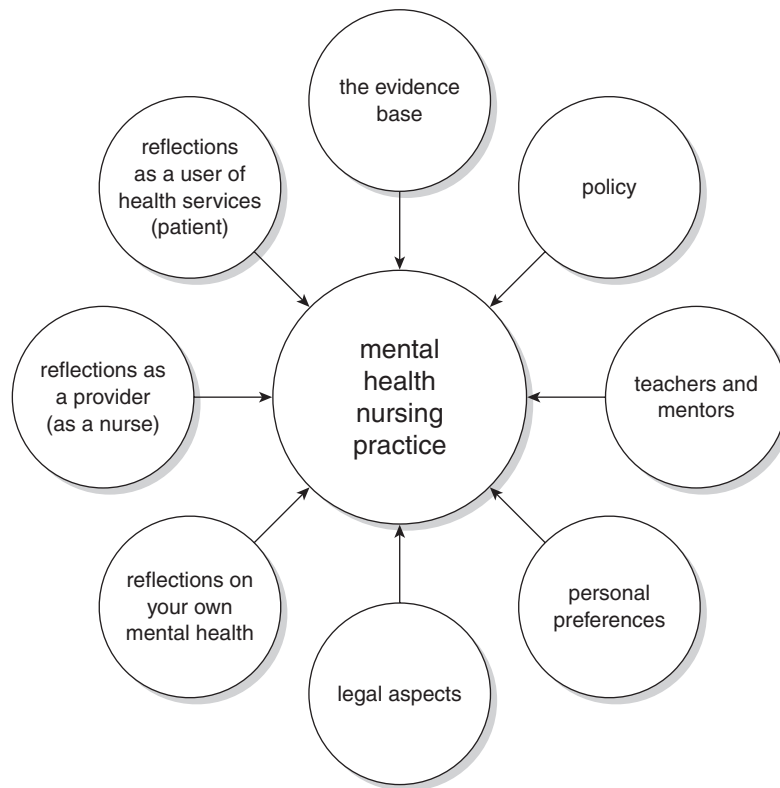 the evidence
base
policy
teachers and
mentors
personal
preferences
legal aspects
reflections on
your own
mental health
reflections as
a provider
(as a nurse)
reflections
as a user of
health services
(patient)
mental
health
nursing
practice